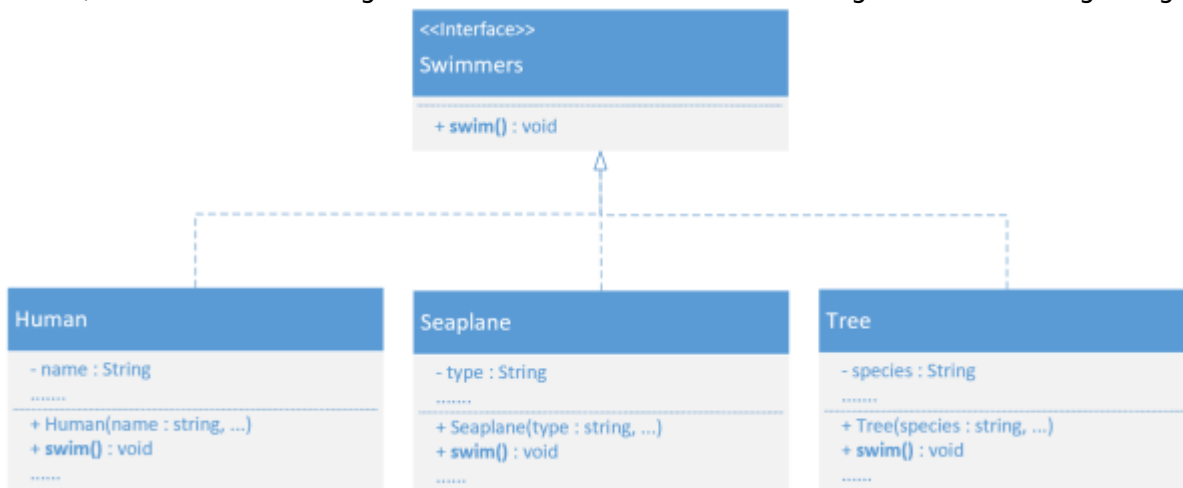 <<Interface>>
Swimmers
+ swim() : void
Human
- name : String
.......
+ Human(name : string, ...)
+ swim() : void
......
Seaplane
- type : String
.......
+ Seaplane(type : string, ...)
+ swim() : void
......
Tree
- species : String
.......
+ Tree(species : string, ...)
+ swim() : void
......